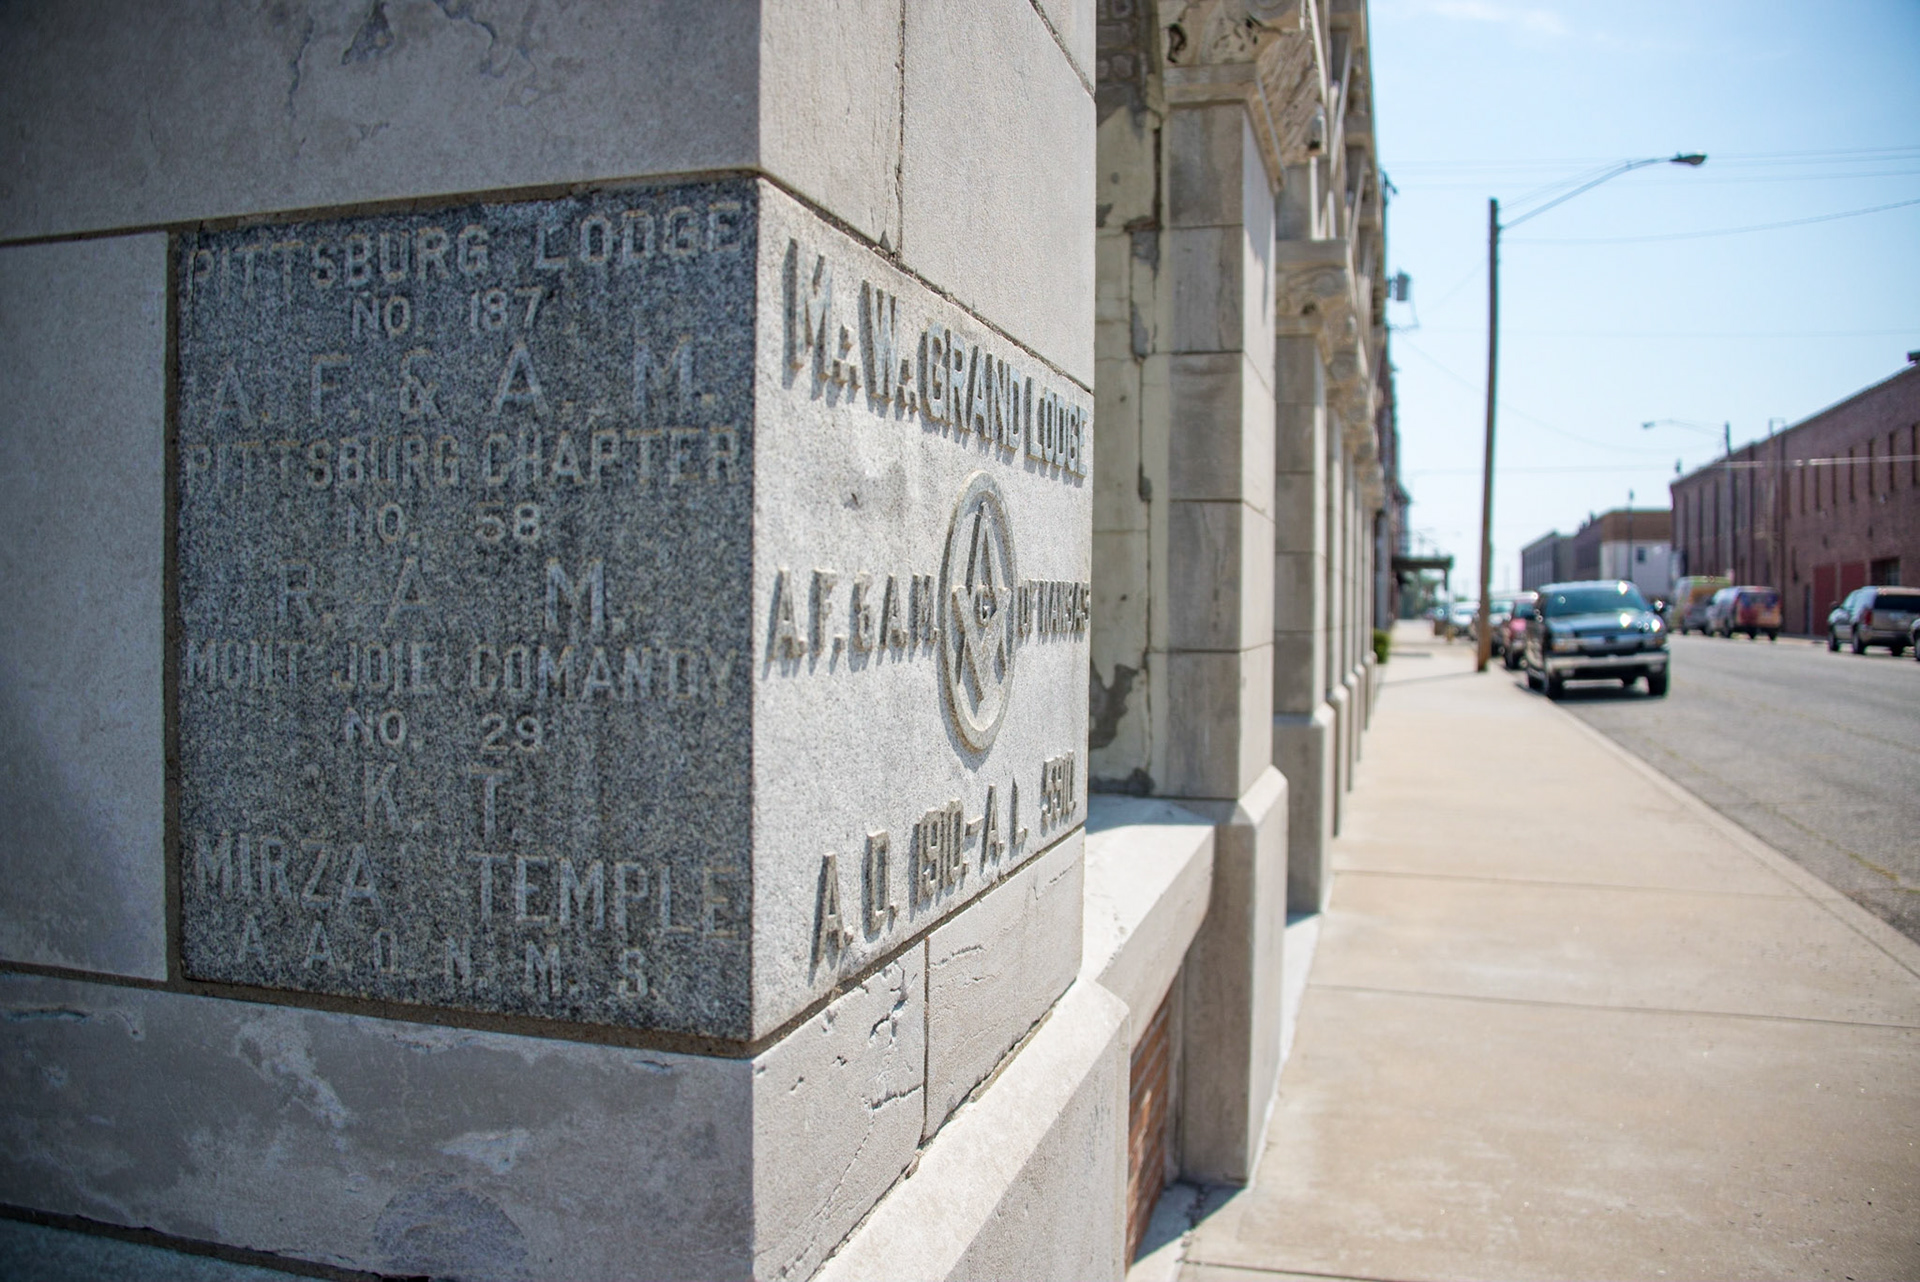 PITTSBURG LODGE
NO. 187
A. F. & A. M.
PITTSBURG CHAPTER
NO. 58
R. A. M.
MONT JOIE COMANDY
NO. 29
K. T.
MIRZA TEMPLE
A. A. O. N. M. S.
M. W. GRAND LODGE
A. F. & A. M. OF KANSAS
G
A. D. 1910.-A. L. 5910.